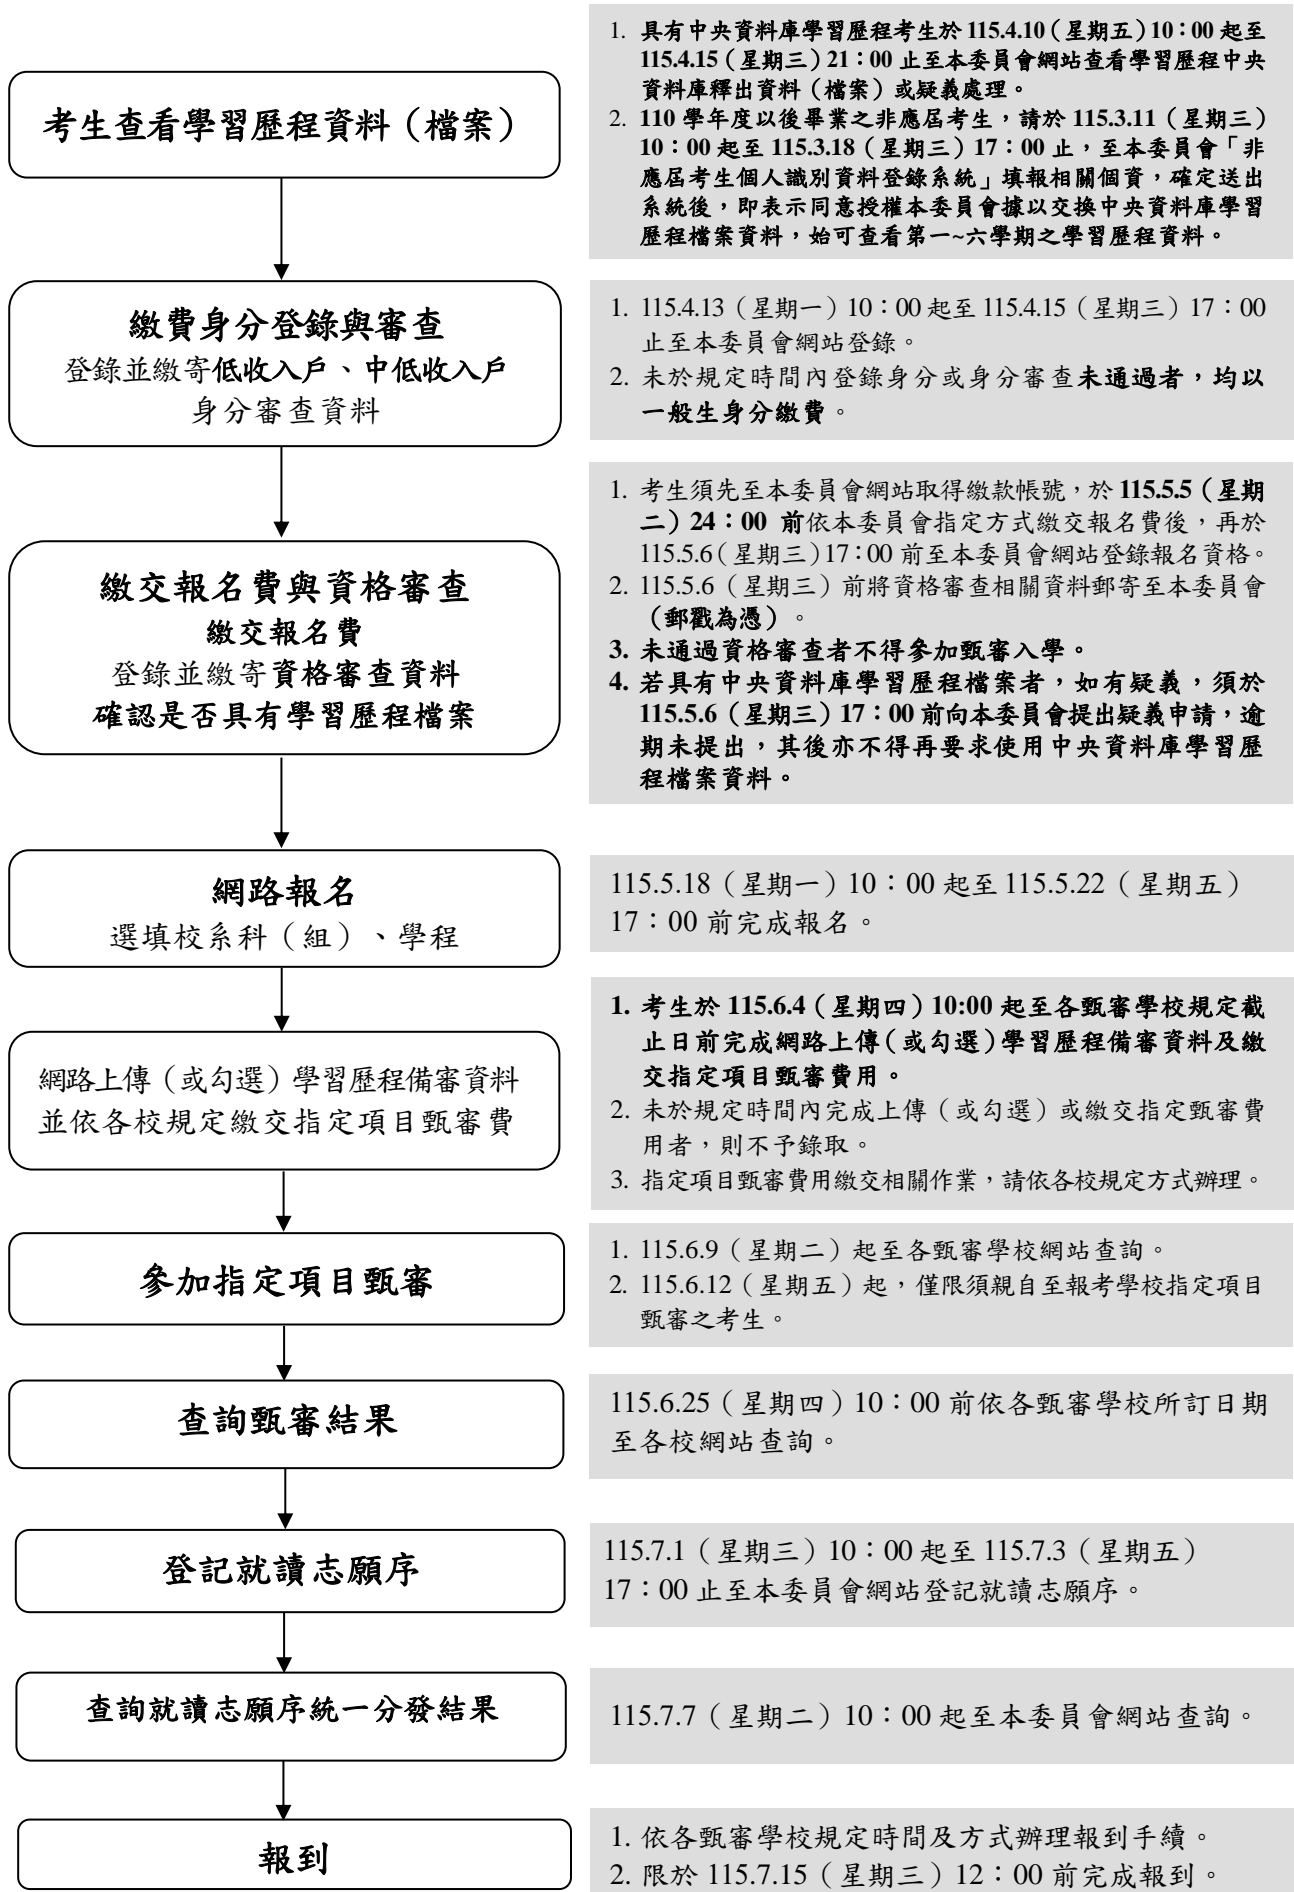 考生查看學習歷程資料（檔案）
1. 具有中央資料庫學習歷程考生於 115.4.10（星期五）10：00 起至
115.4.15（星期三）21：00 止至本委員會網站查看學習歷程中央
資料庫釋出資料（檔案）或疑義處理。
2. 110 學年度以後畢業之非應屆考生，請於 115.3.11（星期三）
10：00 起至 115.3.18（星期三）17：00 止，至本委員會「非
應屆考生個人識別資料登錄系統」填報相關個資，確定送出
系統後，即表示同意授權本委員會據以交換中央資料庫學習
歷程檔案資料，始可查看第一~六學期之學習歷程資料。
繳費身分登錄與審查
登錄並繳寄低收入戶、中低收入戶
身分審查資料
1. 115.4.13（星期一）10：00 起至 115.4.15（星期三）17：00
止至本委員會網站登錄。
2. 未於規定時間內登錄身分或身分審查未通過者，均以
一般生身分繳費。
繳交報名費與資格審查
繳交報名費
登錄並繳寄資格審查資料
確認是否具有學習歷程檔案
1. 考生須先至本委員會網站取得繳款帳號，於 115.5.5（星期
二）24：00 前依本委員會指定方式繳交報名費後，再於
115.5.6（星期三）17:00 前至本委員會網站登錄報名資格。
2. 115.5.6（星期三）前將資格審查相關資料郵寄至本委員會
（郵戳為憑）。
3. 未通過資格審查者不得參加甄審入學。
4. 若具有中央資料庫學習歷程檔案者，如有疑義，須於
115.5.6（星期三）17：00 前向本委員會提出疑義申請，逾
期未提出，其後亦不得再要求使用中央資料庫學習歷
程檔案資料。
網路報名
選填校系科（組）、學程
115.5.18（星期一）10：00 起至 115.5.22（星期五）
17：00 前完成報名。
網路上傳（或勾選）學習歷程備審資料
並依各校規定繳交指定項目甄審費
1. 考生於 115.6.4（星期四）10:00 起至各甄審學校規定截
止日前完成網路上傳（或勾選）學習歷程備審資料及繳
交指定項目甄審費用。
2. 未於規定時間內完成上傳（或勾選）或繳交指定甄審費
用者，則不予錄取。
3. 指定項目甄審費用繳交相關作業，請依各校規定方式辦理。
參加指定項目甄審
1. 115.6.9（星期二）起至各甄審學校網站查詢。
2. 115.6.12（星期五）起，僅限須親自至報考學校指定項目
甄審之考生。
查詢甄審結果
115.6.25（星期四）10：00 前依各甄審學校所訂日期
至各校網站查詢。
登記就讀志願序
115.7.1（星期三）10：00 起至 115.7.3（星期五）
17：00 止至本委員會網站登記就讀志願序。
查詢就讀志願序統一分發結果
115.7.7（星期二）10：00 起至本委員會網站查詢。
報到
1. 依各甄審學校規定時間及方式辦理報到手續。
2. 限於 115.7.15（星期三）12：00 前完成報到。